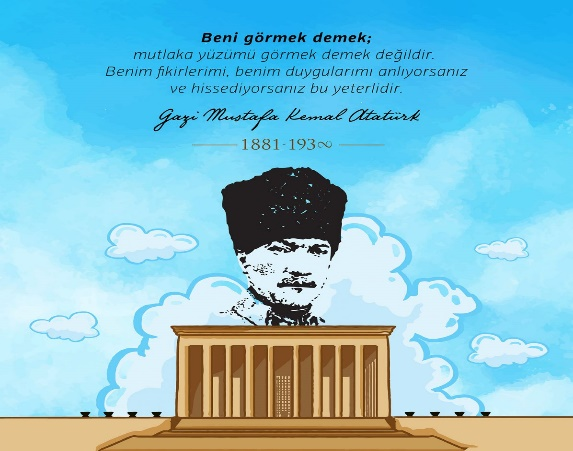 Beni görmek demek;
mutlaka yüzümü görmek demek değildir.
Benim fikirlerimi, benim duygularımı anlıyorsanız
ve hissediyorsanız bu yeterlidir.
Gazi Mustafa Kemal Atatürk
1881-193∞